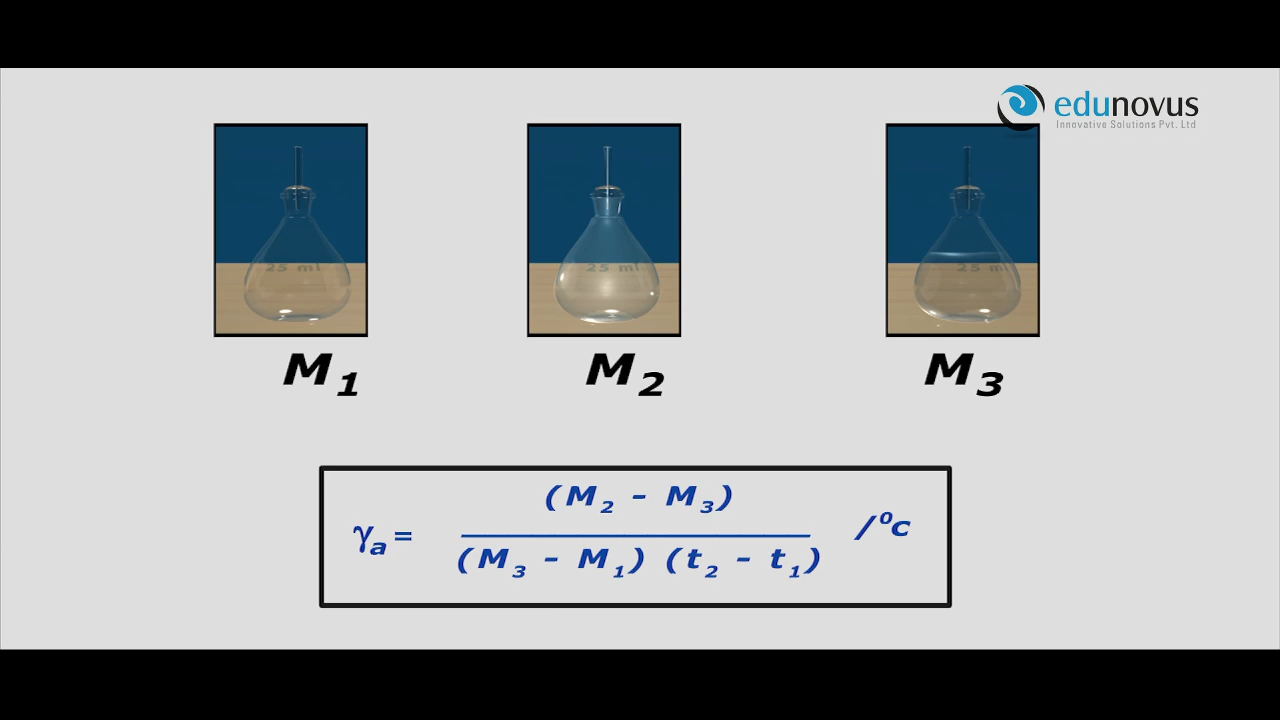 edunovus
Innovative Solutions Pvt. Ltd
25 ml
25 ml
25 ml
M₁
M₂
M₃
γₐ = (M₂ - M₃) / (M₃ - M₁) (t₂ - t₁) /⁰c